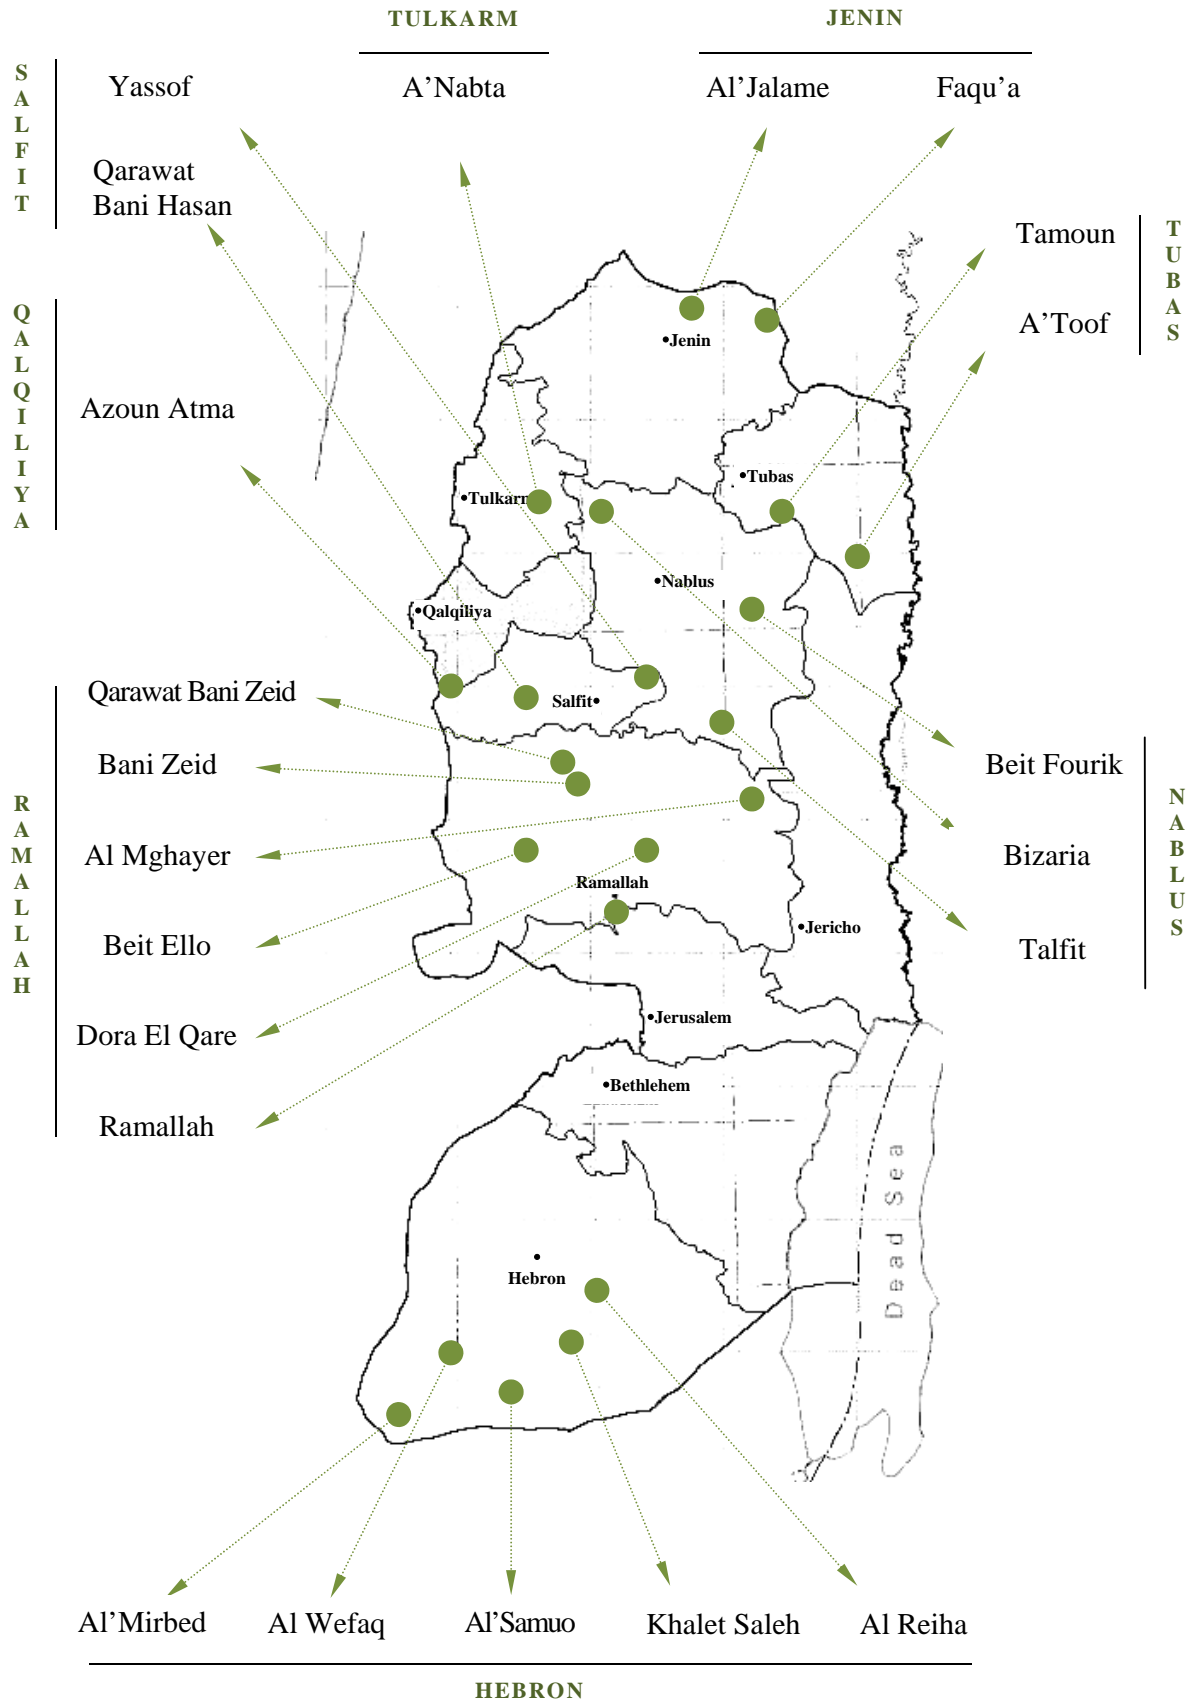 TULKARM
JENIN
SALFIT
Yassof
A’Nabta
Al’Jalame
Faqu’a
Qarawat
Bani Hasan
TUBAS
Tamoun
A’Toof
QALQILIYA
Azoun Atma
Jenin
Tubas
Tulkarm
Nablus
Qalqiliya
Salfit
RAMALLAH
Qarawat Bani Zeid
Bani Zeid
Al Mghayer
Beit Ello
Dora El Qare
Ramallah
NABLUS
Beit Fourik
Bizaria
Talfit
Ramallah
Jericho
Jerusalem
Bethlehem
Dead Sea
Hebron
Al’Mirbed
Al Wefaq
Al’Samuo
Khalet Saleh
Al Reiha
HEBRON